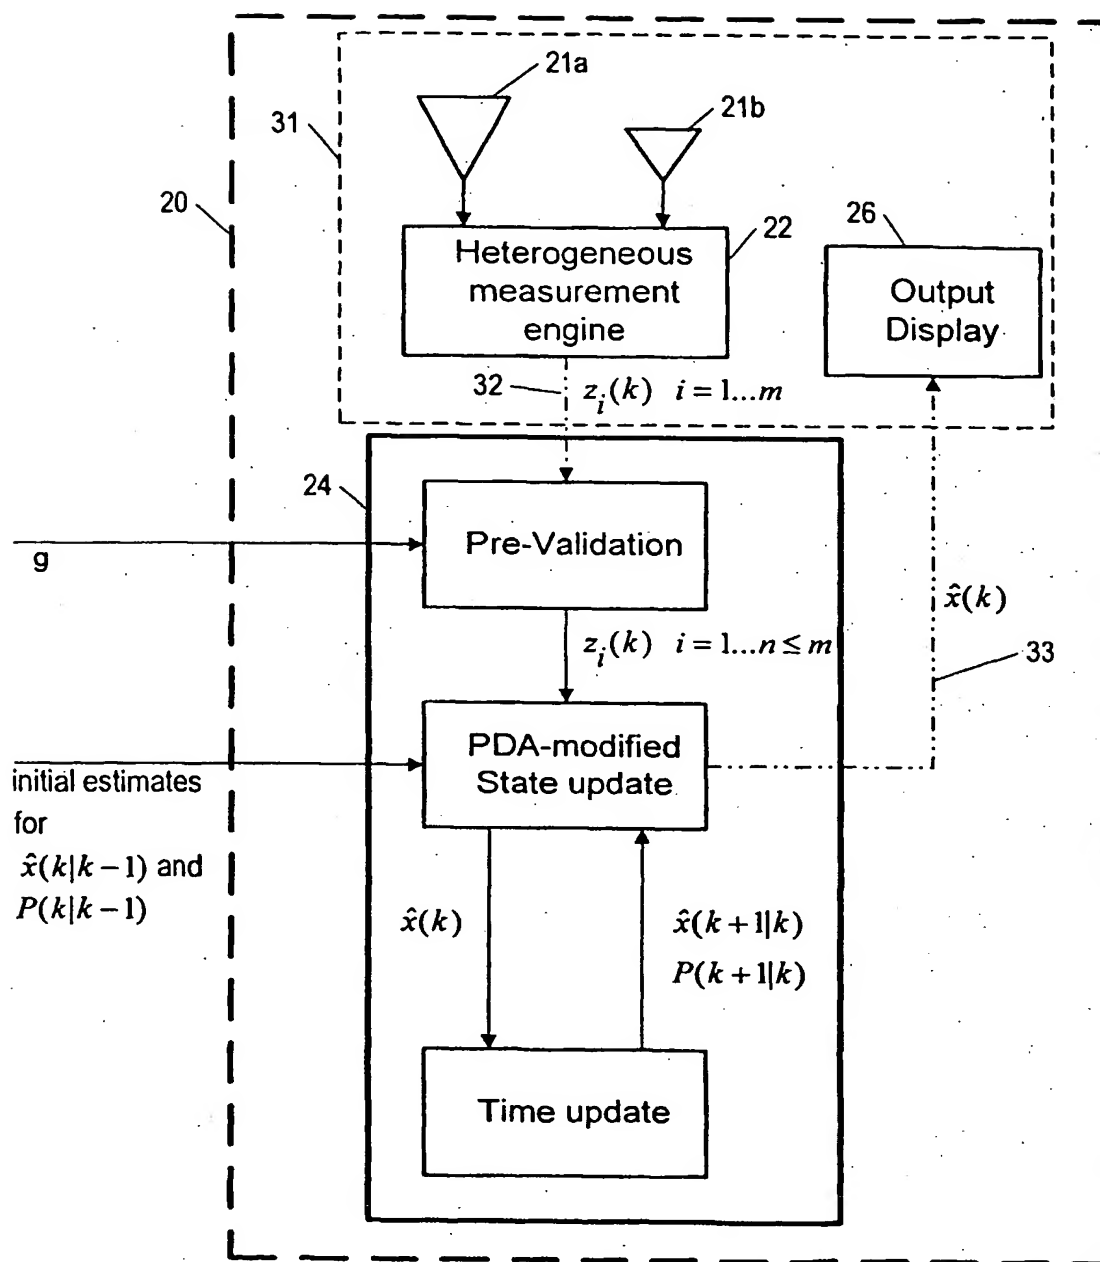 21a
21b
31
20
22
26
Heterogeneous
measurement
engine
Output
Display
32
z_i(k) i = 1...m
24
Pre-Validation
g
z_i(k) i = 1...n ≤ m
x̂(k)
33
PDA-modified
State update
initial estimates
for
x̂(k|k−1) and
P(k|k−1)
x̂(k)
x̂(k+1|k)
P(k+1|k)
Time update